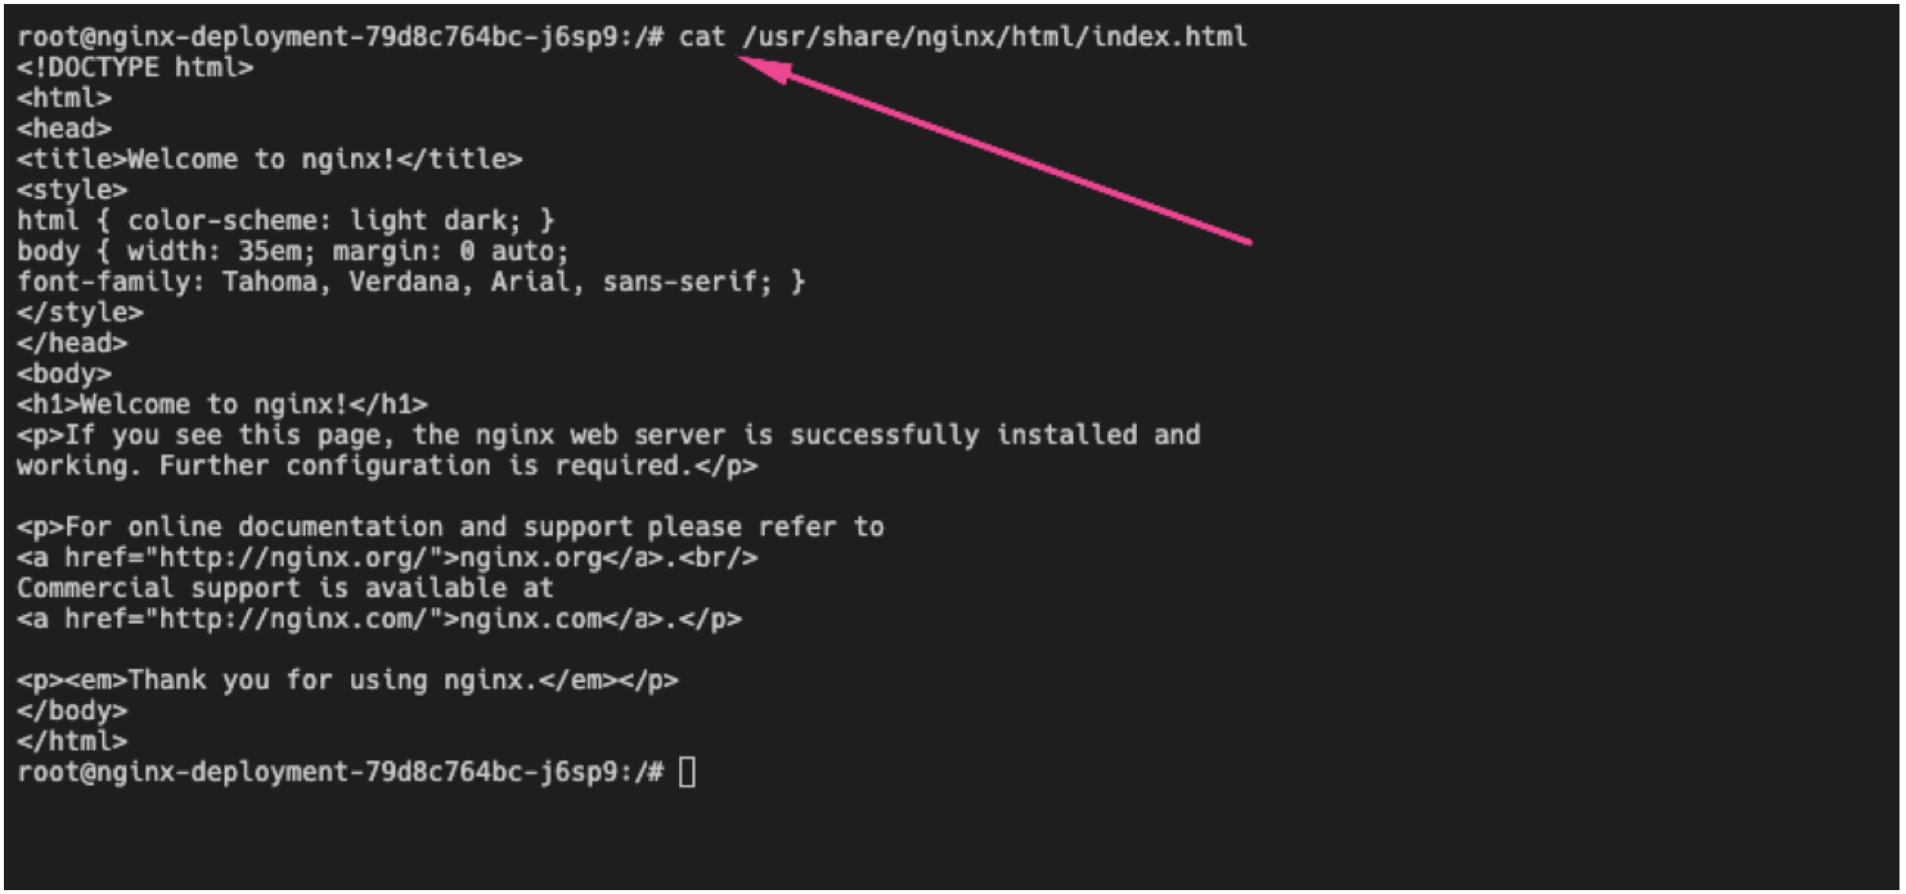 root@nginx-deployment-79d8c764bc-j6sp9:/# cat /usr/share/nginx/html/index.html
<!DOCTYPE html>
<html>
<head>
<title>Welcome to nginx!</title>
<style>
html { color-scheme: light dark; }
body { width: 35em; margin: 0 auto;
font-family: Tahoma, Verdana, Arial, sans-serif; }
</style>
</head>
<body>
<h1>Welcome to nginx!</h1>
<p>If you see this page, the nginx web server is successfully installed and
working. Further configuration is required.</p>

<p>For online documentation and support please refer to
<a href="http://nginx.org/">nginx.org</a>.<br/>
Commercial support is available at
<a href="http://nginx.com/">nginx.com</a>.</p>

<p><em>Thank you for using nginx.</em></p>
</body>
</html>
root@nginx-deployment-79d8c764bc-j6sp9:/#